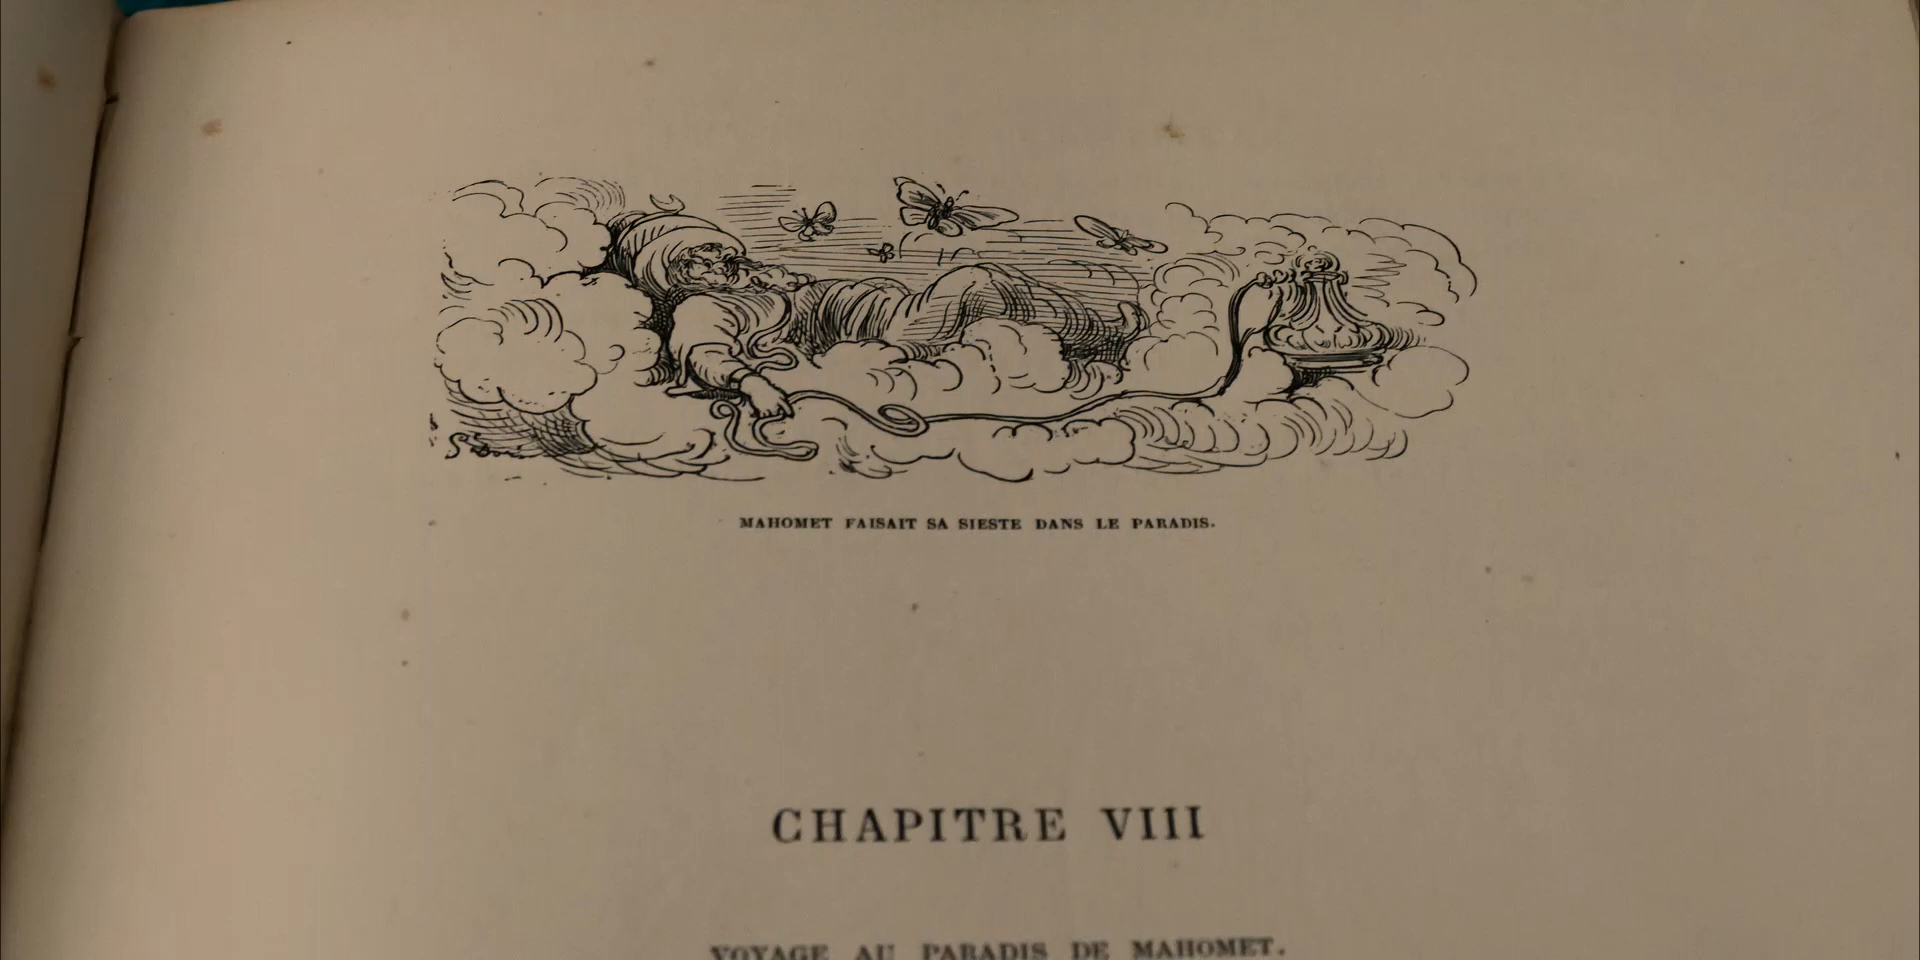 MAHOMET FAISAIT SA SIESTE DANS LE PARADIS.
CHAPITRE VIII
VOYAGE AU PARADIS DE MAHOMET.